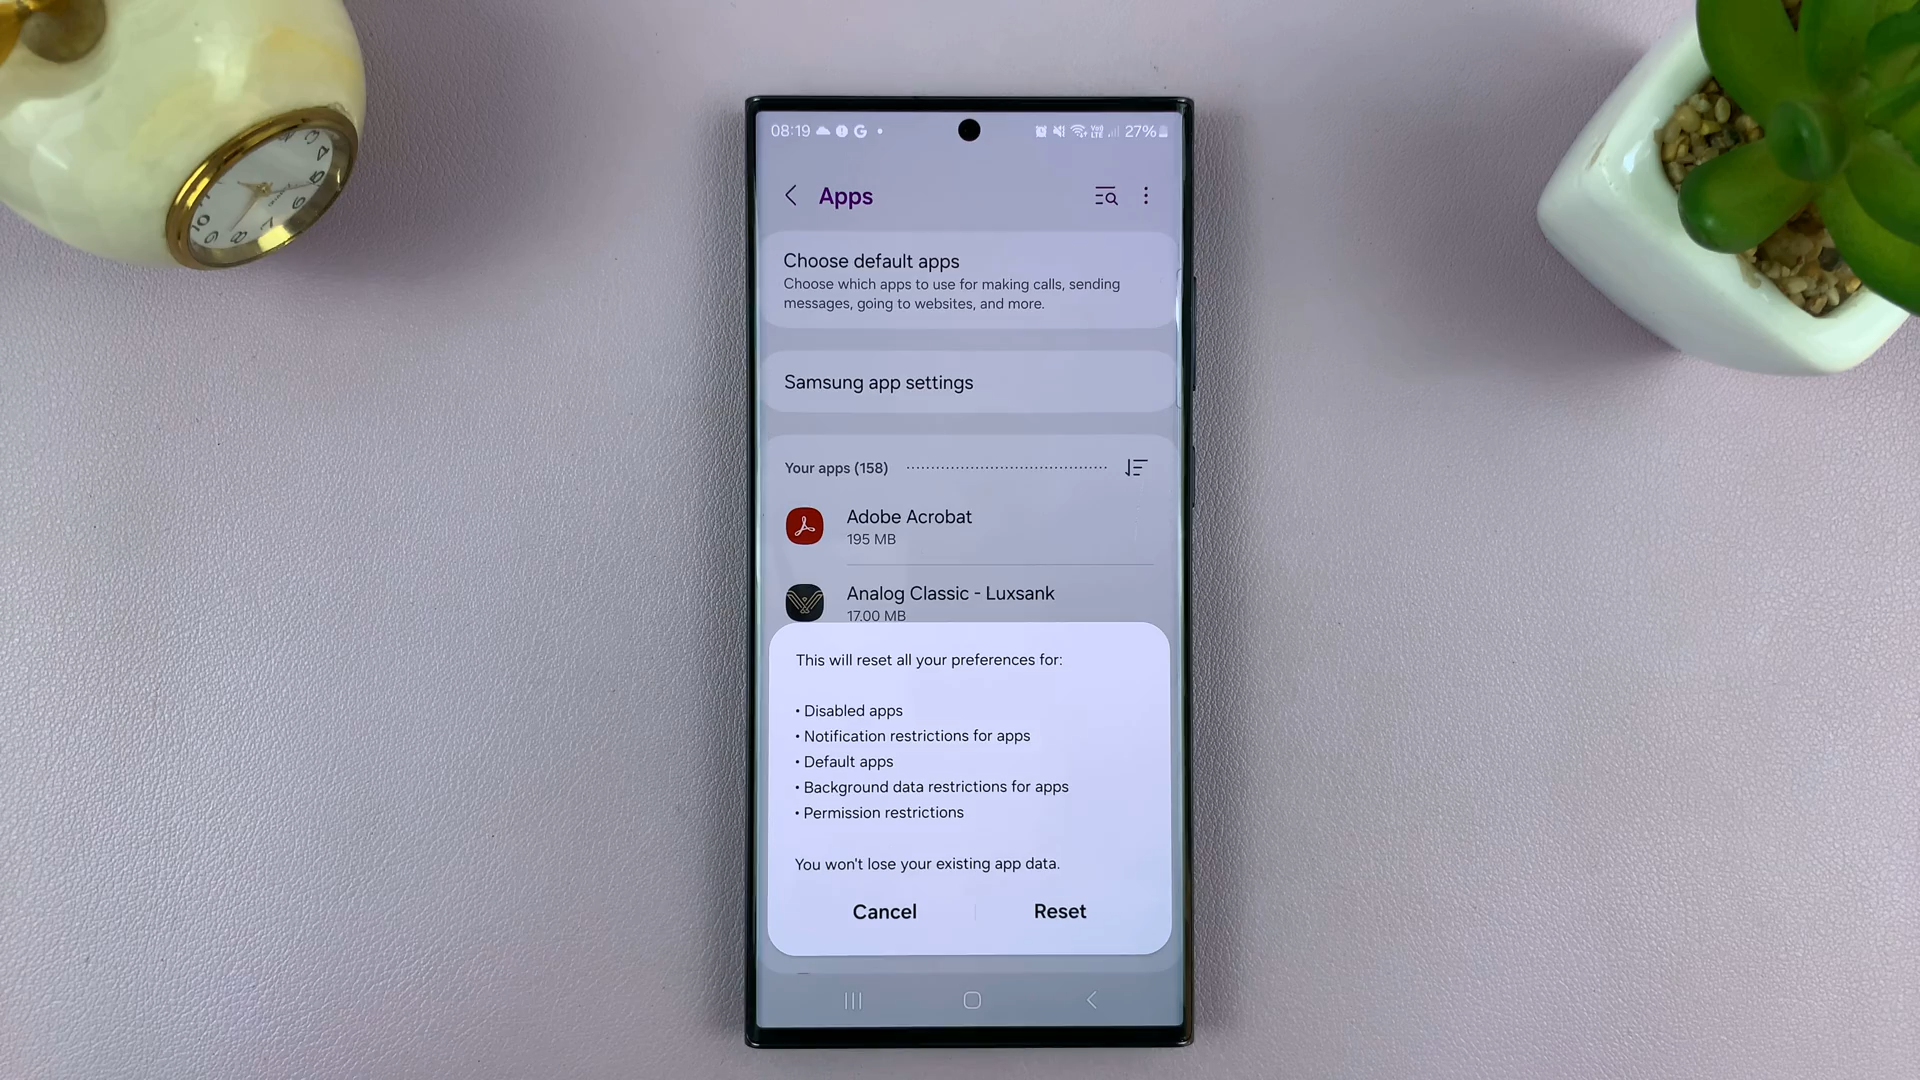 08:19
27%
Apps
Choose default apps
Choose which apps to use for making calls, sending
messages, going to websites, and more.
Samsung app settings
Your apps (158)
Adobe Acrobat
195 MB
Analog Classic - Luxsank
17.00 MB
This will reset all your preferences for:
• Disabled apps
• Notification restrictions for apps
• Default apps
• Background data restrictions for apps
• Permission restrictions
You won't lose your existing app data.
Cancel
Reset